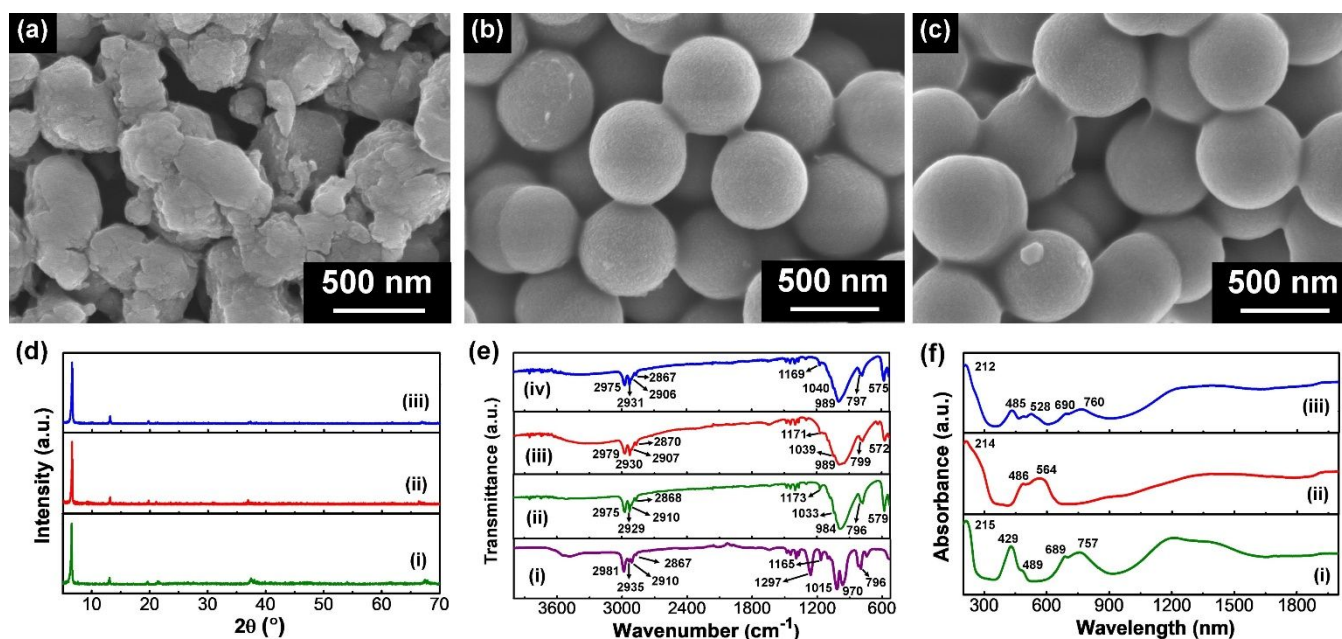 (a)
500 nm
(b)
500 nm
(c)
500 nm
(d)
Intensity (a.u.)
(iii)
(ii)
(i)
10 20 30 40 50 60 70
2θ (°)
(e)
Transmittance (a.u.)
(iv)
2975
2931
2867
2906
1169
1040
989
797
575
(iii)
2979
2930
2870
2907
1171
1039
989
799
572
(ii)
2975
2929
2868
2910
1173
1033
984
796
579
(i)
2981
2935
2867
2910
1165
1297
1015
970
796
3600 3000 2400 1800 1200 600
Wavenumber (cm⁻¹)
(f)
Absorbance (a.u.)
212
485
528
690
760
(iii)
214
486
564
(ii)
215
429
489
689
757
(i)
300 600 900 1200 1500 1800
Wavelength (nm)